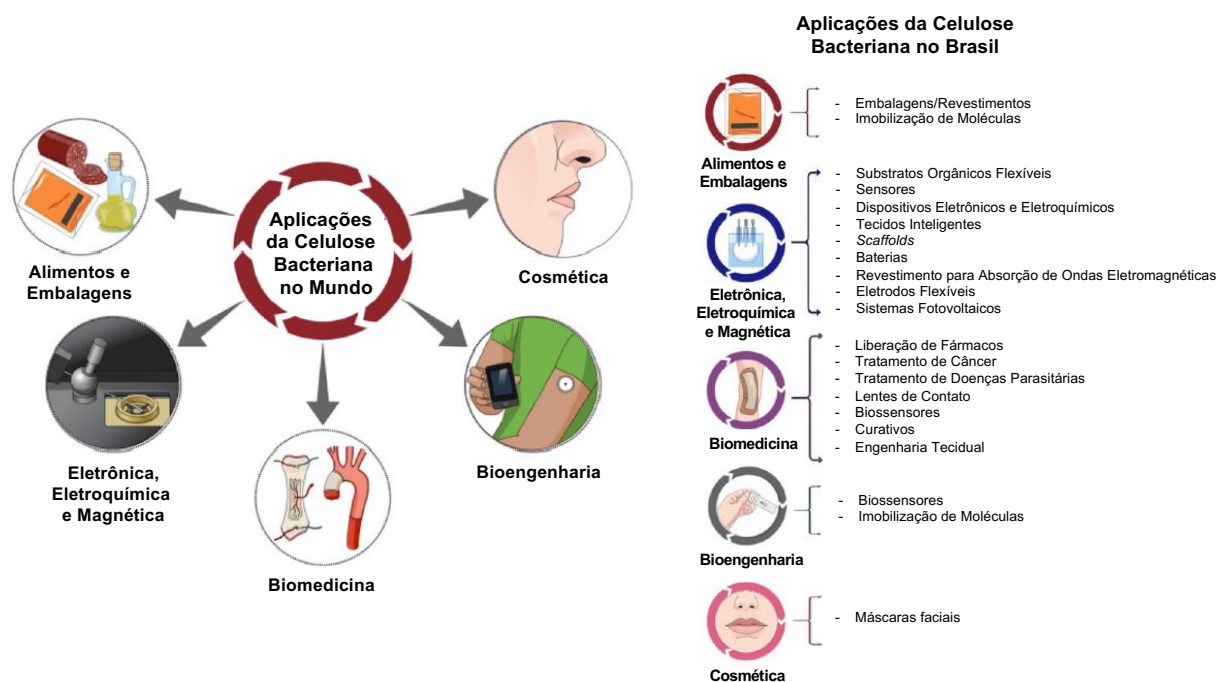 Aplicações
da Celulose
Bacteriana
no Mundo
Alimentos e
Embalagens
Cosmética
Eletrônica,
Eletroquímica
e Magnética
Bioengenharia
Biomedicina
Aplicações da Celulose
Bacteriana no Brasil
- Embalagens/Revestimentos
- Imobilização de Moléculas
Alimentos e
Embalagens
- Substratos Orgânicos Flexíveis
- Sensores
- Dispositivos Eletrônicos e Eletroquímicos
- Tecidos Inteligentes
- Scaffolds
- Baterias
- Revestimento para Absorção de Ondas Eletromagnéticas
- Eletrodos Flexíveis
- Sistemas Fotovoltaicos
Eletrônica,
Eletroquímica
e Magnética
- Liberação de Fármacos
- Tratamento de Câncer
- Tratamento de Doenças Parasitárias
- Lentes de Contato
- Biossensores
- Curativos
- Engenharia Tecidual
Biomedicina
- Biossensores
- Imobilização de Moléculas
Bioengenharia
- Máscaras faciais
Cosmética